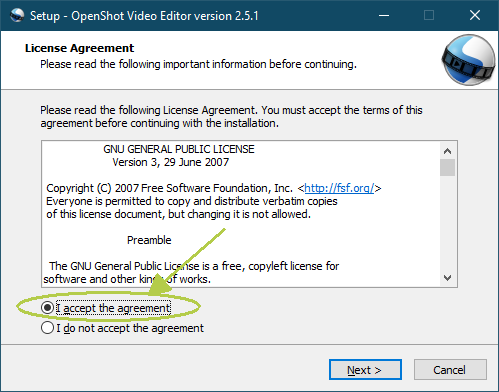 Setup - OpenShot Video Editor version 2.5.1
License Agreement
Please read the following important information before continuing.
Please read the following License Agreement. You must accept the terms of this
agreement before continuing with the installation.
GNU GENERAL PUBLIC LICENSE
Version 3, 29 June 2007
Copyright (C) 2007 Free Software Foundation, Inc. <http://fsf.org/>
Everyone is permitted to copy and distribute verbatim copies
of this license document, but changing it is not allowed.
Preamble
The GNU General Public License is a free, copyleft license for
software and other kinds of works.
I accept the agreement
I do not accept the agreement
Next >
Cancel